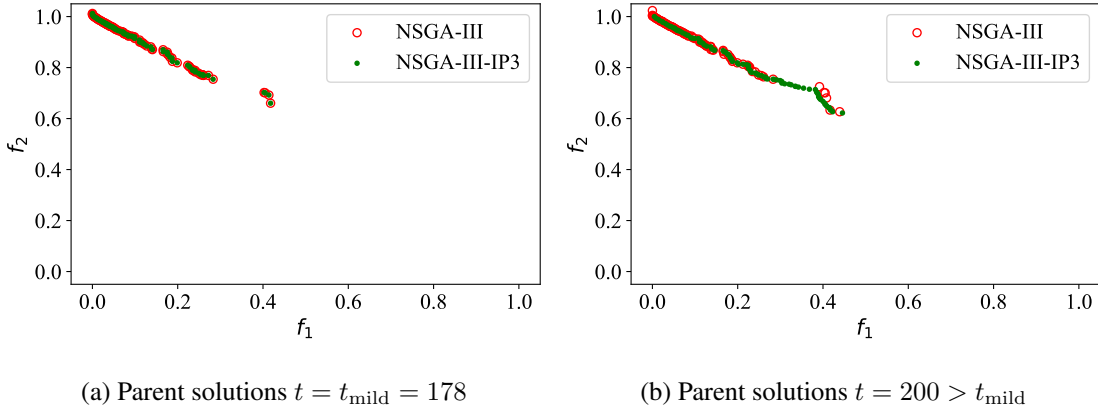 1.0
0.8
0.6
0.4
0.2
0.0
f₂
0.0 0.2 0.4 0.6 0.8 1.0
f₁
NSGA-III
NSGA-III-IP3
(a) Parent solutions t = t_mild = 178
1.0
0.8
0.6
0.4
0.2
0.0
f₂
0.0 0.2 0.4 0.6 0.8 1.0
f₁
NSGA-III
NSGA-III-IP3
(b) Parent solutions t = 200 > t_mild